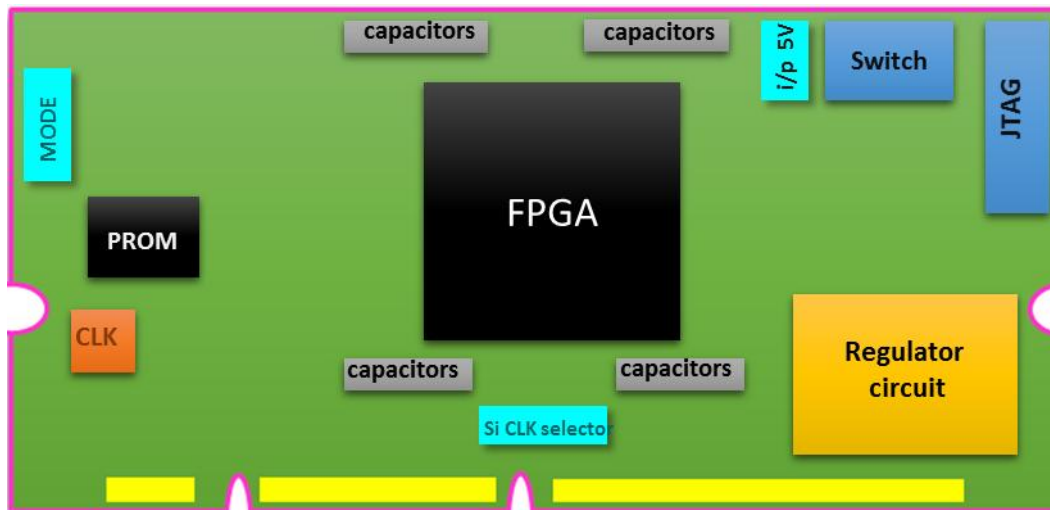 capacitors
capacitors
i/p 5V
Switch
JTAG
MODE
FPGA
PROM
CLK
Regulator
circuit
capacitors
capacitors
Si CLK selector